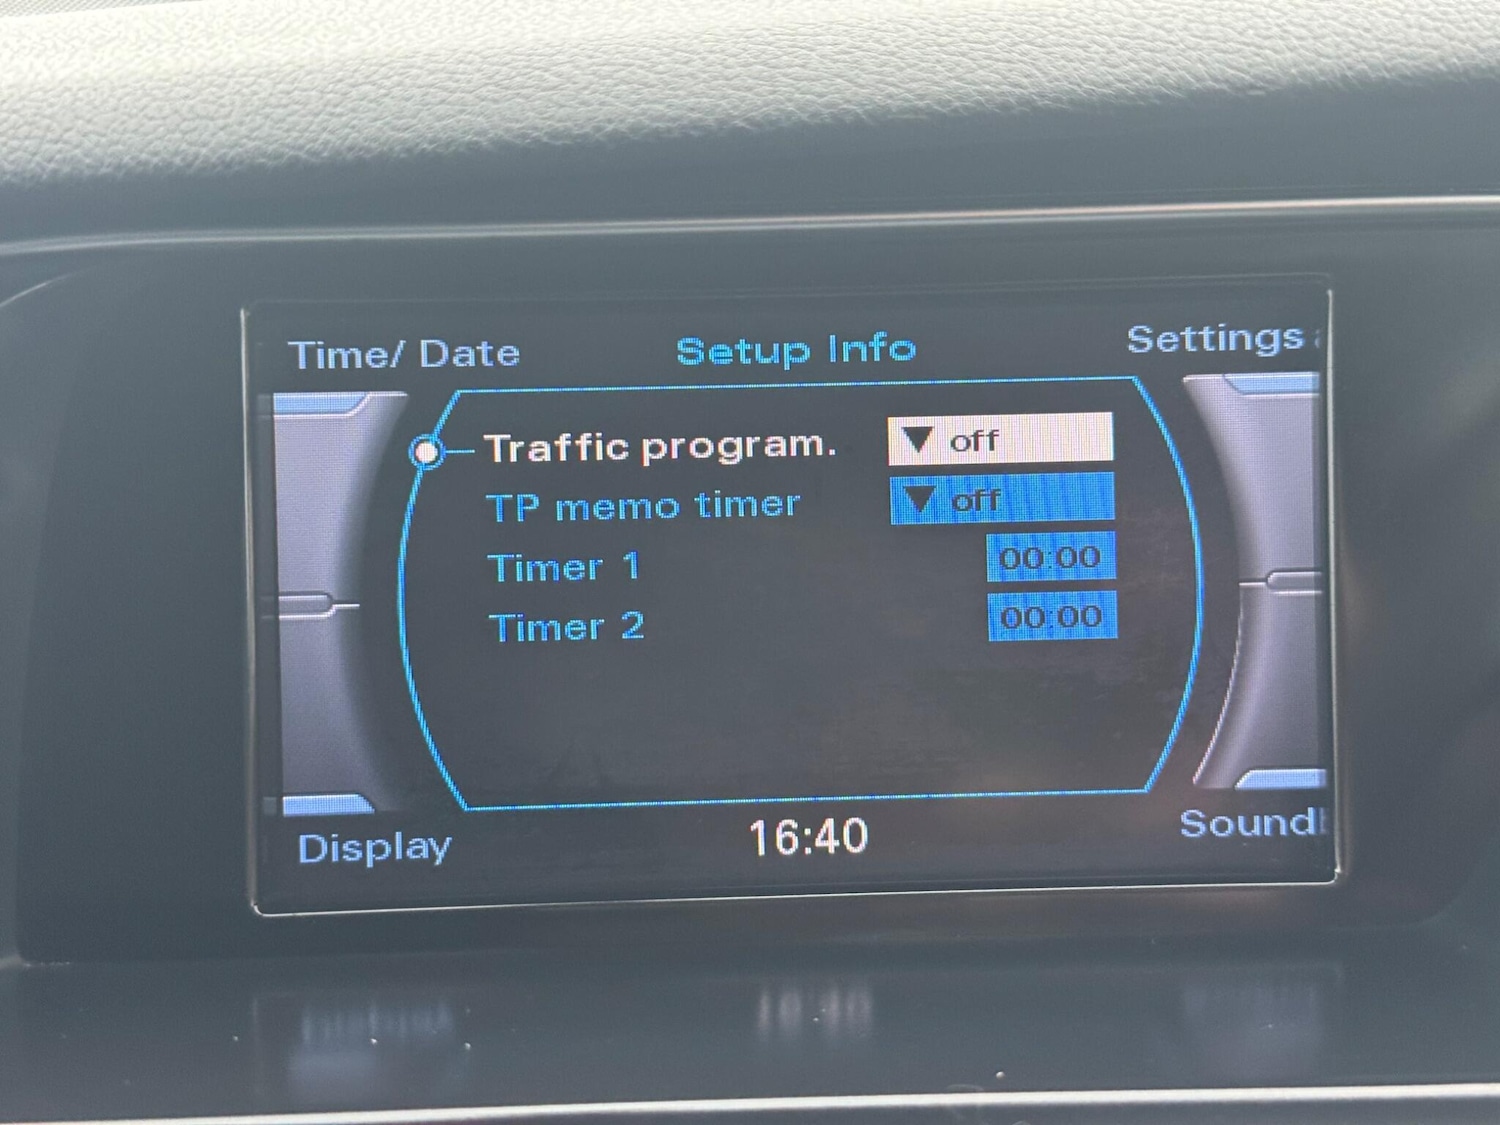 Time/ Date
Setup Info
Settings
Traffic program. off
TP memo timer off
Timer 1 00:00
Timer 2 00:00
Display
16:40
Sound